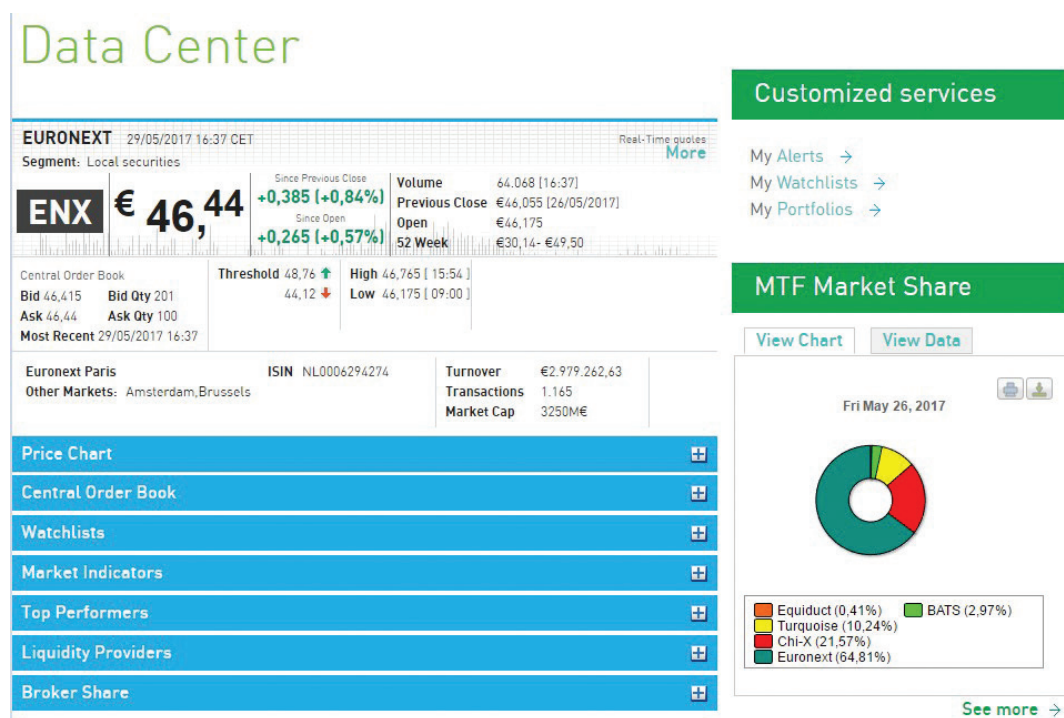 Data Center
EURONEXT 29/05/2017 16:37 CET
Real-Time quotes
Segment: Local securities
More
ENX € 46,44
Since Previous Close
+0,385 (+0,84%)
Since Open
+0,265 (+0,57%)
Volume 64.068 [16:37]
Previous Close €46,055 [26/05/2017]
Open €46,175
52 Week €30,14- €49,50
Central Order Book
Bid 46,415 Bid Qty 201
Ask 46,44 Ask Qty 100
Most Recent 29/05/2017 16:37
Threshold 48,76
44,12
High 46,765 [ 15:54 ]
Low 46,175 [ 09:00 ]
Euronext Paris
Other Markets: Amsterdam,Brussels
ISIN NL0006294274
Turnover €2.979.262,63
Transactions 1.165
Market Cap 3250M€
Price Chart
Central Order Book
Watchlists
Market Indicators
Top Performers
Liquidity Providers
Broker Share
Customized services
My Alerts →
My Watchlists →
My Portfolios →
MTF Market Share
View Chart View Data
Fri May 26, 2017
Equiduct (0,41%) BATS (2,97%)
Turquoise (10,24%)
Chi-X (21,57%)
Euronext (64,81%)
See more →